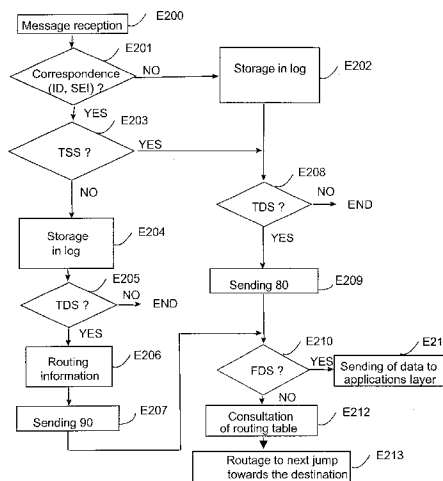 Message reception
E200
E201
Correspondence
(ID, SEI) ?
NO
Storage in log
E202
YES
E203
TSS ?
YES
NO
E208
TDS ?
NO
END
YES
Storage
in log
E204
E205
TDS ?
NO
END
YES
Sending 80
E209
Routing
information
E206
E210
FDS ?
YES
E21
Sending of data to
applications layer
NO
Sending 90
E207
Consultation
of routing table
E212
Routage to next jump
towards the destination
E213